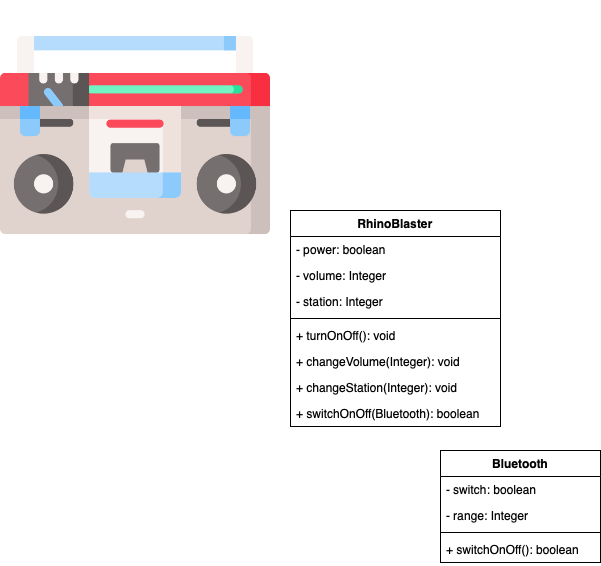 RhinoBlaster
- power: boolean
- volume: Integer
- station: Integer
+ turnOnOff(): void
+ changeVolume(Integer): void
+ changeStation(Integer): void
+ switchOnOff(Bluetooth): boolean
Bluetooth
- switch: boolean
- range: Integer
+ switchOnOff(): boolean